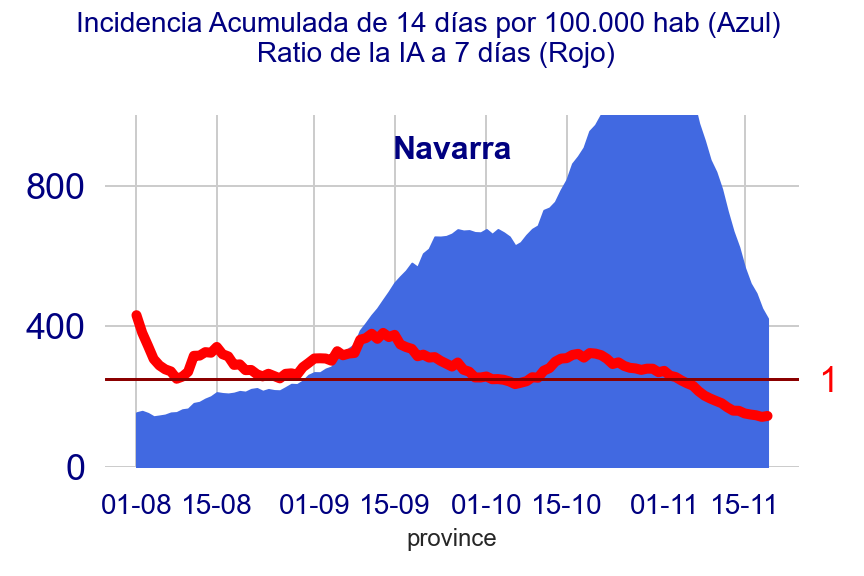 Incidencia Acumulada de 14 días por 100.000 hab (Azul)
Ratio de la IA a 7 días (Rojo)
Navarra
800
400
1
0
01-08 15-08 01-09 15-09 01-10 15-10 01-11 15-11
province